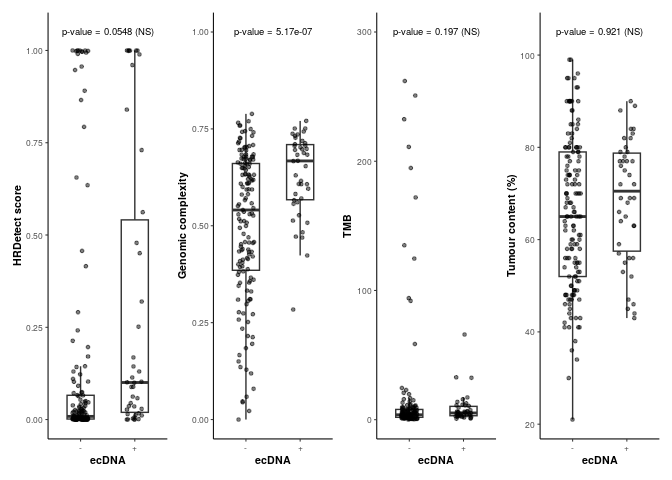 p-value = 0.0548 (NS)
1.00
0.75
0.50
0.25
0.00
HRDetect score
-
+
ecDNA
p-value = 5.17e-07
1.00
0.75
0.50
0.25
0.00
Genomic complexity
-
+
ecDNA
p-value = 0.197 (NS)
300
200
100
0
TMB
-
+
ecDNA
p-value = 0.921 (NS)
100
80
60
40
20
Tumour content (%)
-
+
ecDNA